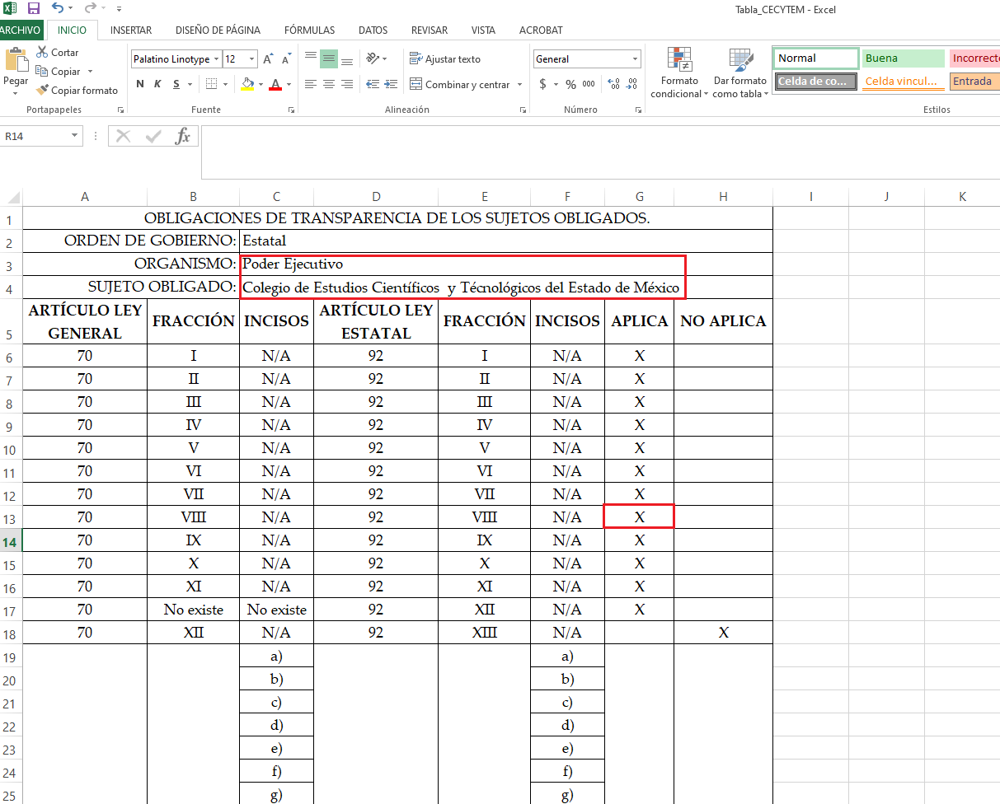 Tabla_CECYTEM - Excel
ARCHIVO INICIO INSERTAR DISEÑO DE PÁGINA FÓRMULAS DATOS REVISAR VISTA ACROBAT
Pegar
Cortar
Copiar
Copiar formato
Portapapeles
Palatino Linotype 12
N K S
Fuente
Ajustar texto
Combinar y centrar
Alineación
General
$ % 000
Número
Formato condicional
Dar formato como tabla
Normal Buena Incorrecto
Celda de co... Celda vincul... Entrada
Estilos
R14 fx
A B C D E F G H I J K
1 OBLIGACIONES DE TRANSPARENCIA DE LOS SUJETOS OBLIGADOS.
2 ORDEN DE GOBIERNO: Estatal
3 ORGANISMO: Poder Ejecutivo
4 SUJETO OBLIGADO: Colegio de Estudios Científicos y Técnológicos del Estado de México
5 ARTÍCULO LEY GENERAL FRACCIÓN INCISOS ARTÍCULO LEY ESTATAL FRACCIÓN INCISOS APLICA NO APLICA
6 70 I N/A 92 I N/A X
7 70 II N/A 92 II N/A X
8 70 III N/A 92 III N/A X
9 70 IV N/A 92 IV N/A X
10 70 V N/A 92 V N/A X
11 70 VI N/A 92 VI N/A X
12 70 VII N/A 92 VII N/A X
13 70 VIII N/A 92 VIII N/A X
14 70 IX N/A 92 IX N/A X
15 70 X N/A 92 X N/A X
16 70 XI N/A 92 XI N/A X
17 70 No existe No existe 92 XII N/A X
18 70 XII N/A 92 XIII N/A X
19 a) a)
20 b) b)
21 c) c)
22 d) d)
23 e) e)
24 f) f)
25 g) g)